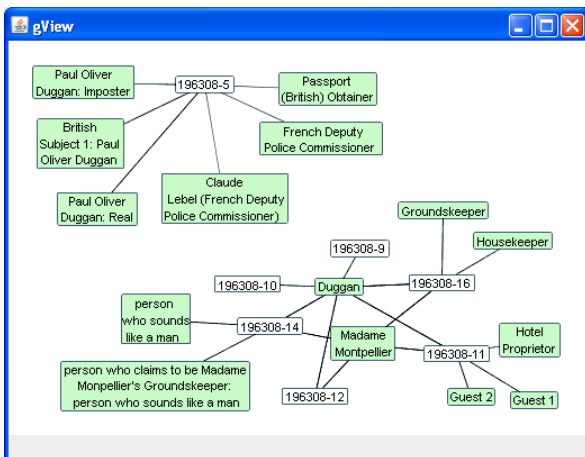 gView
Paul Oliver
Duggan: Imposter
196308-5
Passport
(British) Obtainer
British
Subject 1: Paul
Oliver Duggan
French Deputy
Police Commissioner
Paul Oliver
Duggan: Real
Claude
Lebel (French Deputy
Police Commissioner)
Groundskeeper
Housekeeper
196308-9
196308-10
Duggan
196308-16
person
who sounds
like a man
196308-14
Madame
Montpellier
Hotel
Proprietor
196308-11
person who claims to be Madame
Monpellier's Groundskeeper:
person who sounds like a man
196308-12
Guest 2
Guest 1